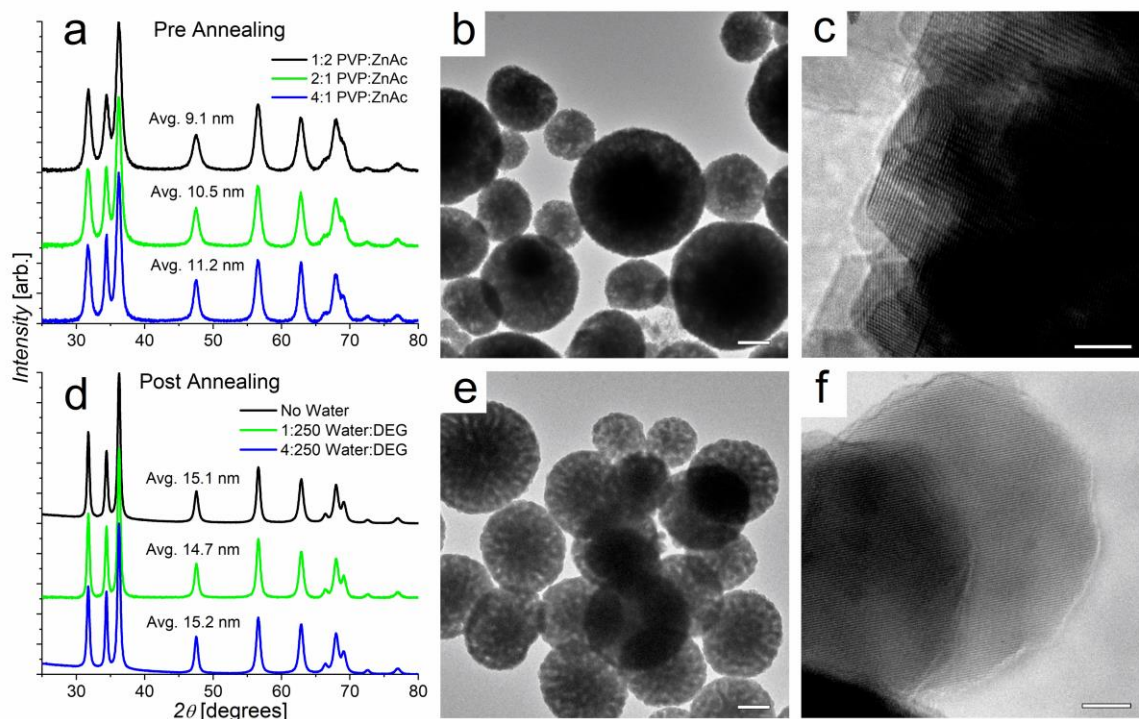 a
Pre Annealing
1:2 PVP:ZnAc
2:1 PVP:ZnAc
4:1 PVP:ZnAc
Avg. 9.1 nm
Avg. 10.5 nm
Avg. 11.2 nm
30 40 50 60 70 80
b
c
Intensity [arb.]
d
Post Annealing
No Water
1:250 Water:DEG
4:250 Water:DEG
Avg. 15.1 nm
Avg. 14.7 nm
Avg. 15.2 nm
30 40 50 60 70 80
2θ [degrees]
e
f